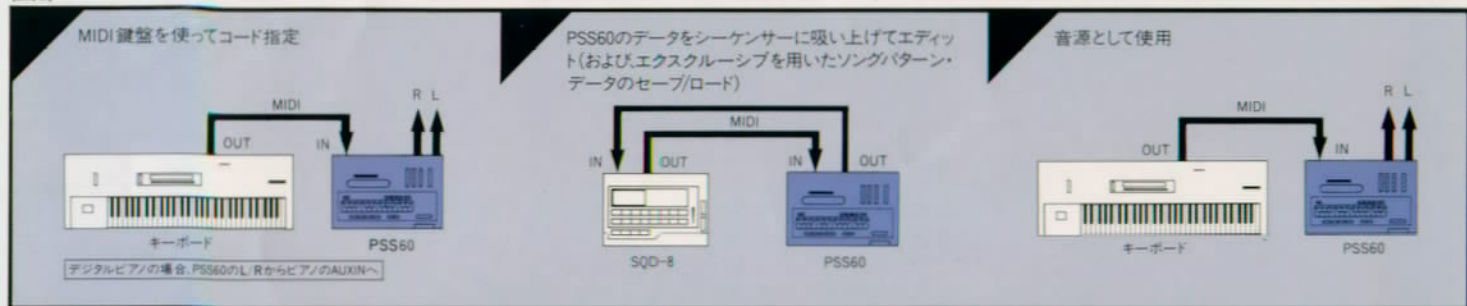 MIDI鍵盤を使ってコード指定
R L
MIDI
OUT
IN
キーボード
PSS60
デジタルピアノの場合、PSS60のL/RからピアノのAUXINへ
PSS60のデータをシーケンサーに吸い上げてエディッ
ト(および、エクスクルーシブを用いたソングパターン・
データのセーブ/ロード)
MIDI
IN
OUT
IN
OUT
SQD-8
PSS60
音源として使用
R L
MIDI
OUT
IN
キーボード
PSS60